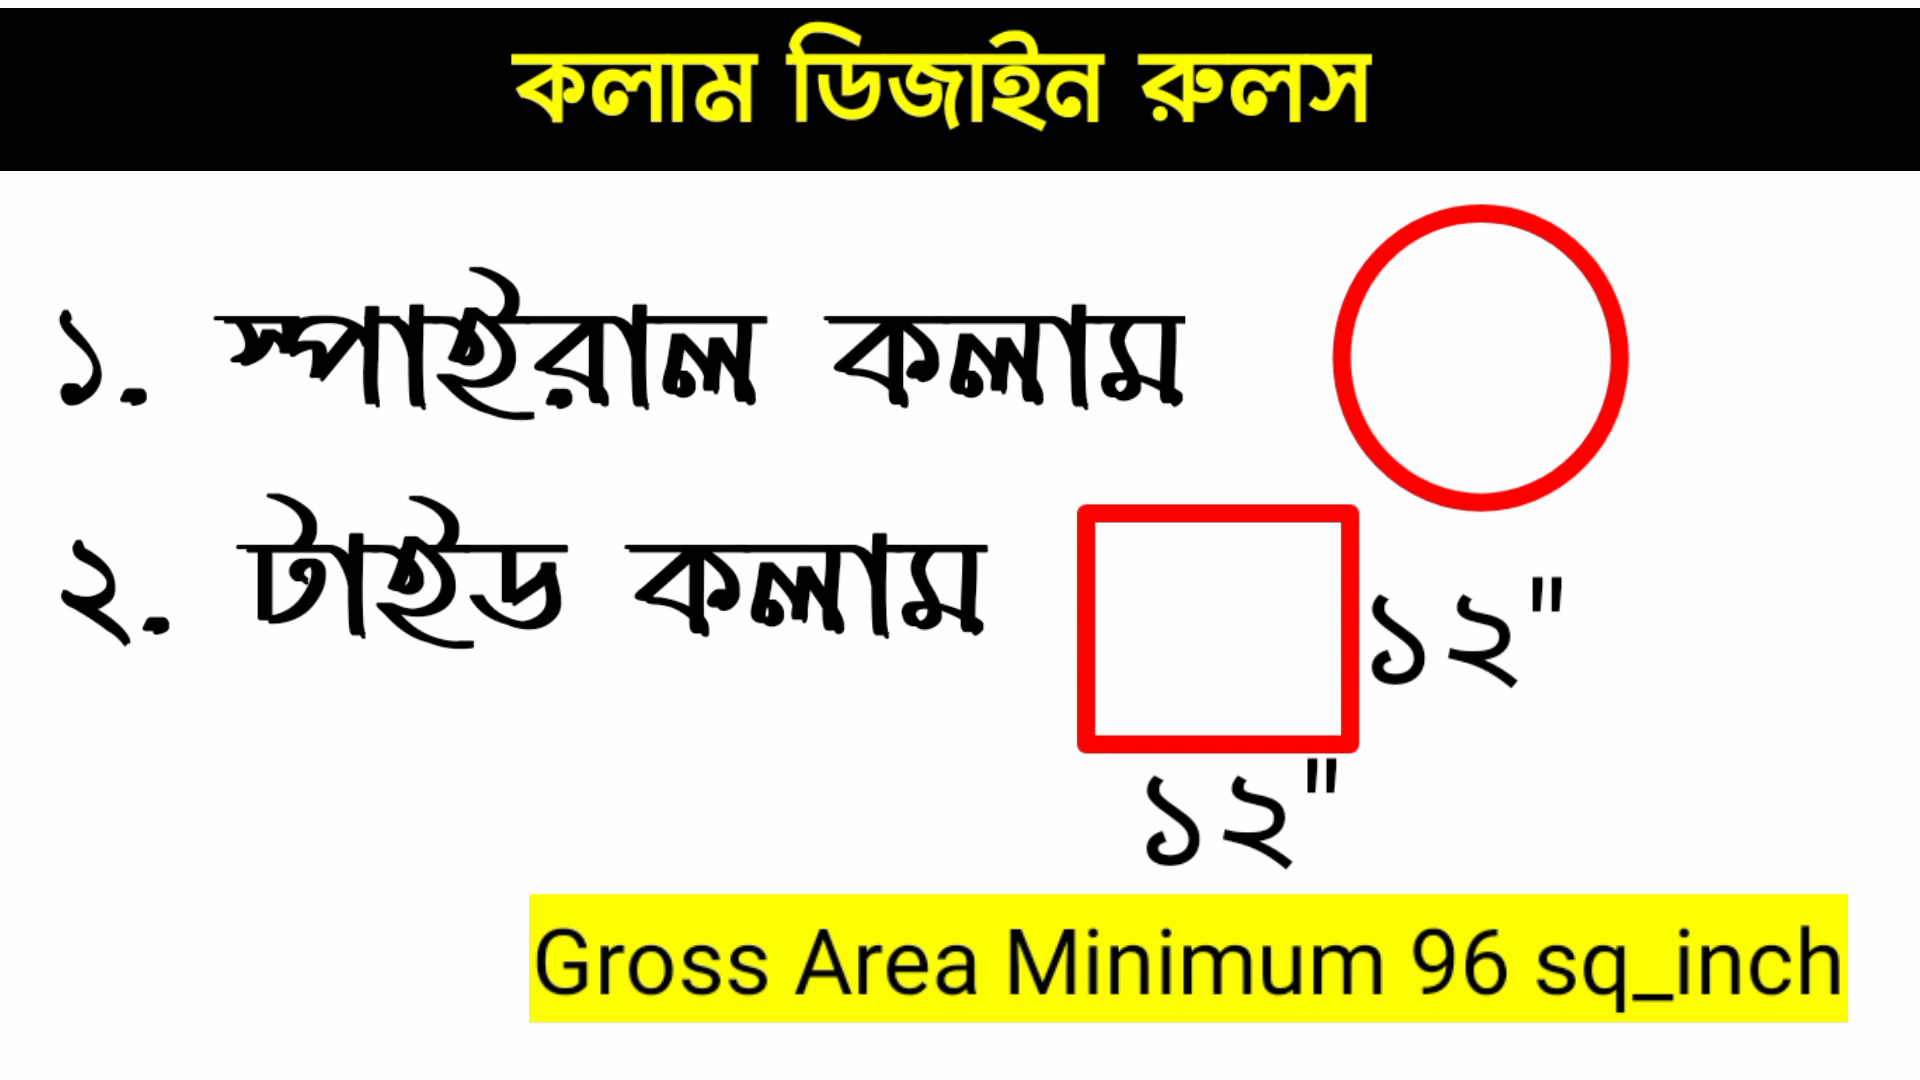 কলাম ডিজাইন রুলস
১. স্পাইরাল কলাম
২. টাইড কলাম
১২"
১২"
Gross Area Minimum 96 sq_inch